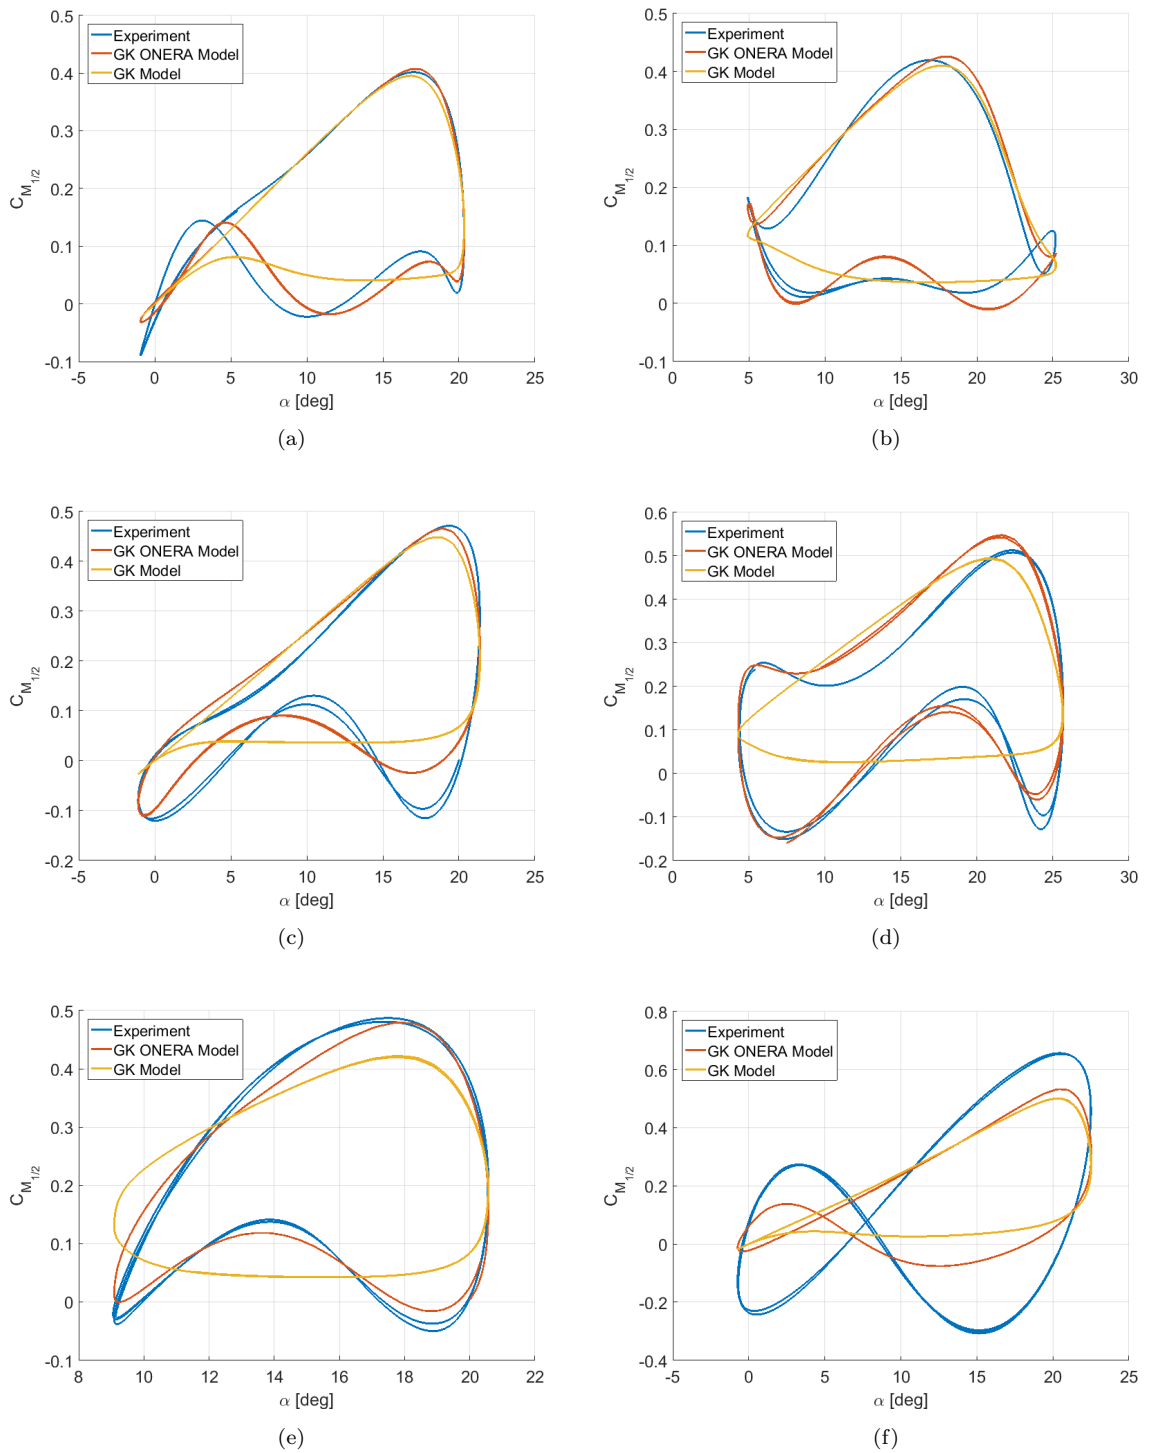 0.5
0.4
0.3
0.2
0.1
0
-0.1
-5 0 5 10 15 20 25
C_{M_{1/2}}
α [deg]
Experiment
GK ONERA Model
GK Model
(a)
0.5
0.4
0.3
0.2
0.1
0
-0.1
0 5 10 15 20 25 30
C_{M_{1/2}}
α [deg]
Experiment
GK ONERA Model
GK Model
(b)
0.5
0.4
0.3
0.2
0.1
0
-0.1
-0.2
-5 0 5 10 15 20 25
C_{M_{1/2}}
α [deg]
Experiment
GK ONERA Model
GK Model
(c)
0.6
0.5
0.4
0.3
0.2
0.1
0
-0.1
-0.2
0 5 10 15 20 25 30
C_{M_{1/2}}
α [deg]
Experiment
GK ONERA Model
GK Model
(d)
0.5
0.4
0.3
0.2
0.1
0
-0.1
8 10 12 14 16 18 20 22
C_{M_{1/2}}
α [deg]
Experiment
GK ONERA Model
GK Model
(e)
0.8
0.6
0.4
0.2
0
-0.2
-0.4
-5 0 5 10 15 20 25
C_{M_{1/2}}
α [deg]
Experiment
GK ONERA Model
GK Model
(f)